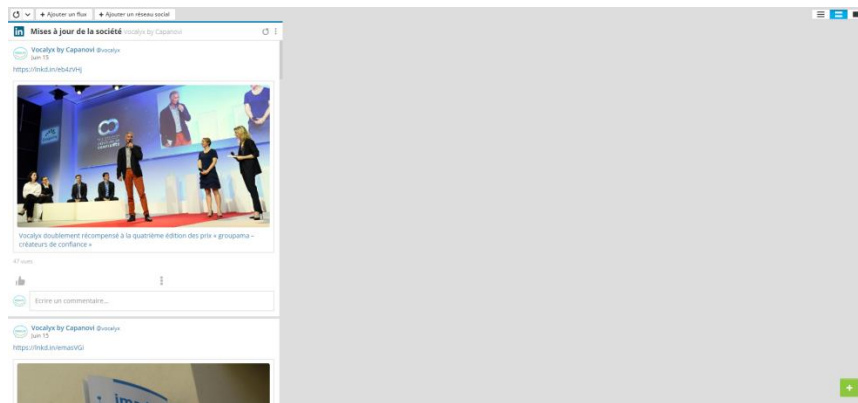 + Ajouter un flux
+ Ajouter un réseau social
in Mises à jour de la société vocalyx by Capanovi
Vocalyx by Capanovi @vocalyx
Juin 15
https://lnkd.in/eb4zVHj
Vocalyx doublement récompensé à la quatrième édition des prix « groupama -
créateurs de confiance »
47 vues
Ecrire un commentaire...
Vocalyx by Capanovi @vocalyx
Juin 15
https://lnkd.in/emasVGi